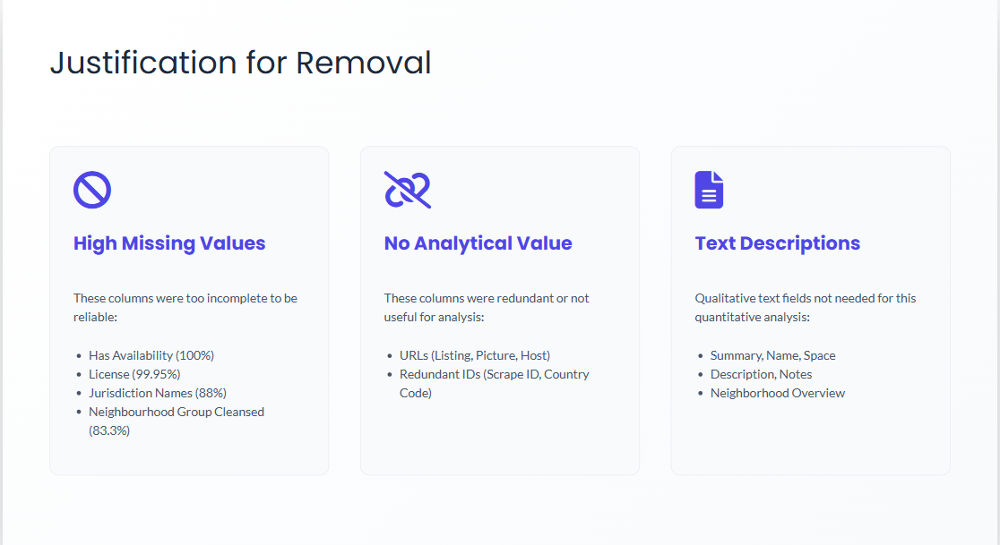 Justification for Removal
High Missing Values
These columns were too incomplete to be
reliable:
• Has Availability (100%)
• License (99.95%)
• Jurisdiction Names (88%)
• Neighbourhood Group Cleansed
(83.3%)
No Analytical Value
These columns were redundant or not
useful for analysis:
• URLs (Listing, Picture, Host)
• Redundant IDs (Scrape ID, Country
Code)
Text Descriptions
Qualitative text fields not needed for this
quantitative analysis:
• Summary, Name, Space
• Description, Notes
• Neighborhood Overview